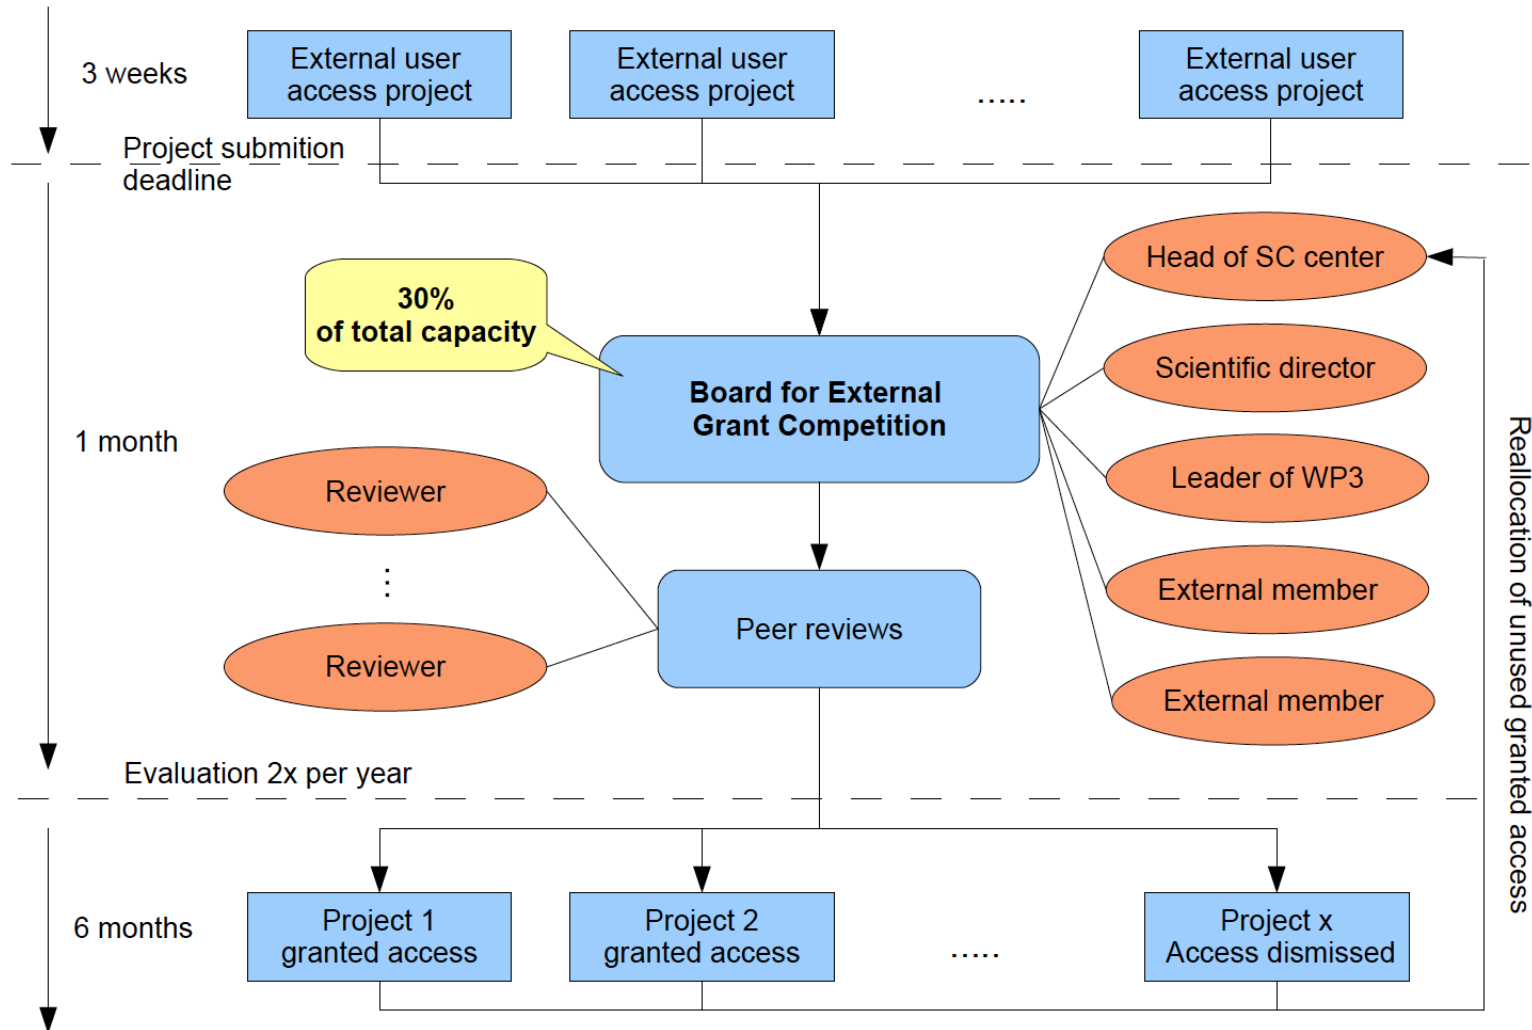 3 weeks
External user
access project
External user
access project
.....
External user
access project
Project submition
deadline
30%
of total capacity
Head of SC center
Board for External
Grant Competition
Scientific director
1 month
Leader of WP3
Reviewer
⋮
External member
Peer reviews
Reviewer
External member
Evaluation 2x per year
Reallocation of unused granted access
6 months
Project 1
granted access
Project 2
granted access
.....
Project x
Access dismissed